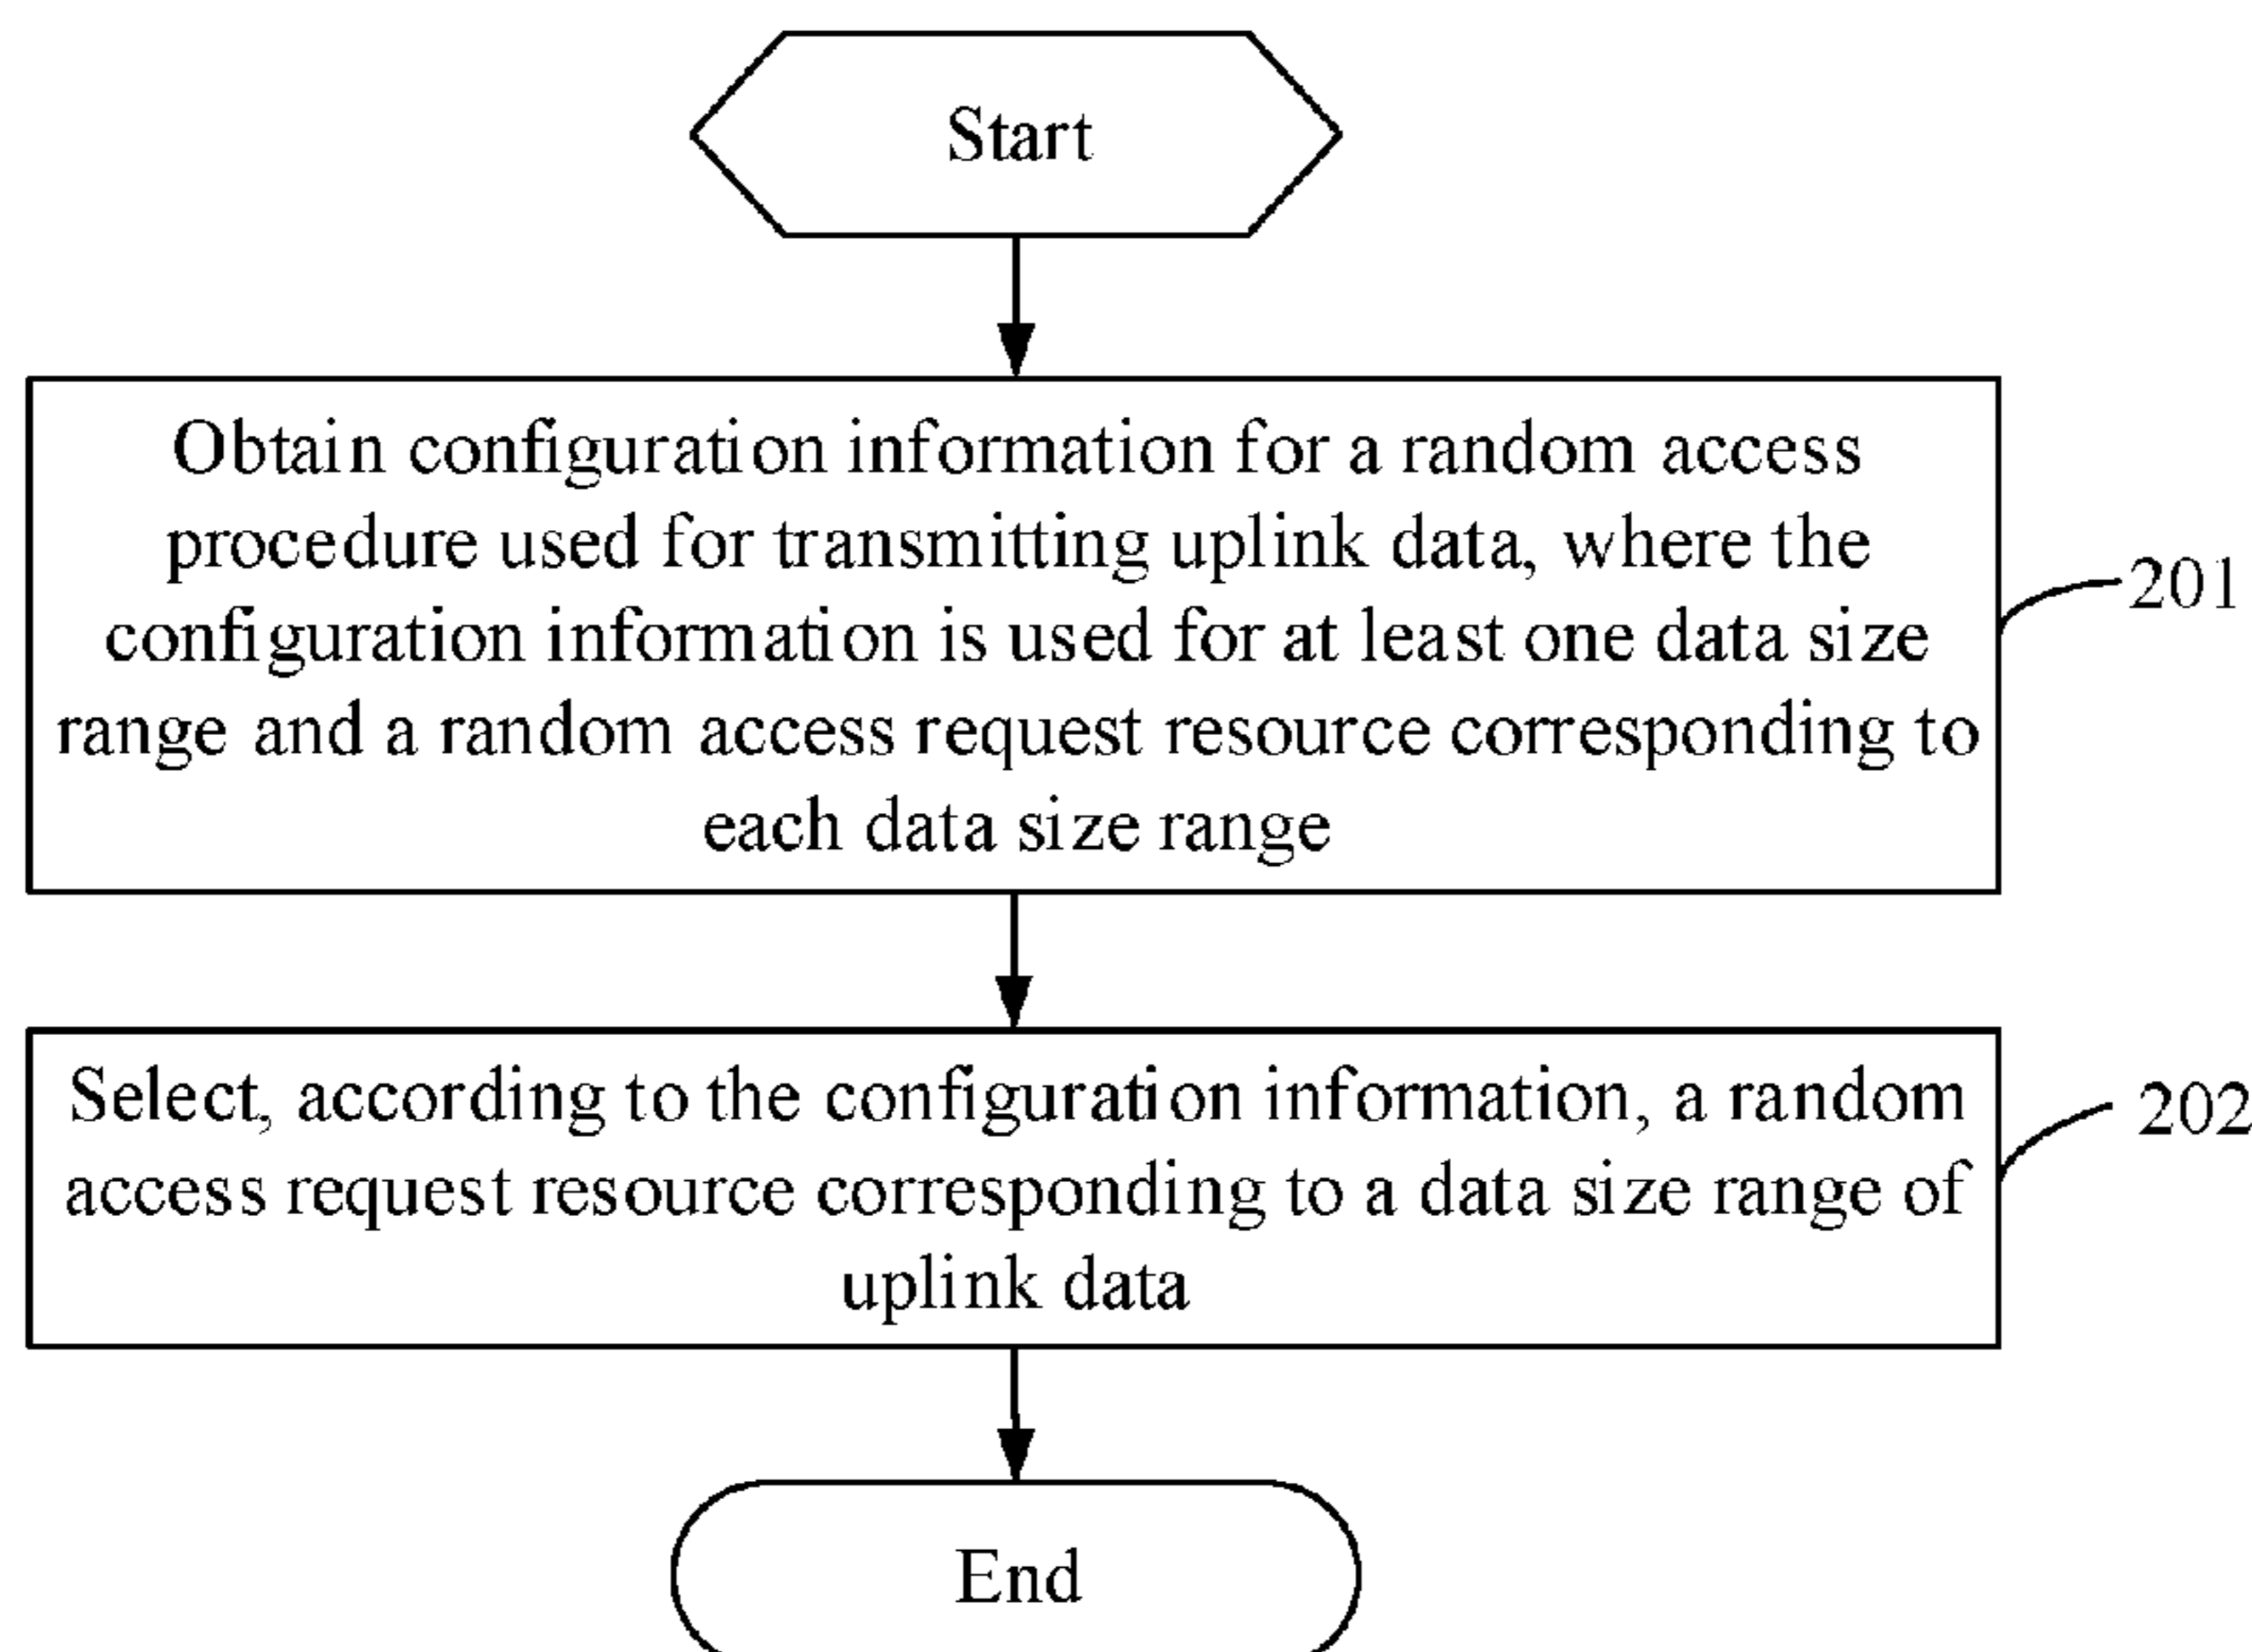 Start
Obtain configuration information for a random access
procedure used for transmitting uplink data, where the
configuration information is used for at least one data size
range and a random access request resource corresponding to
each data size range
201
Select, according to the configuration information, a random
access request resource corresponding to a data size range of
uplink data
202
End